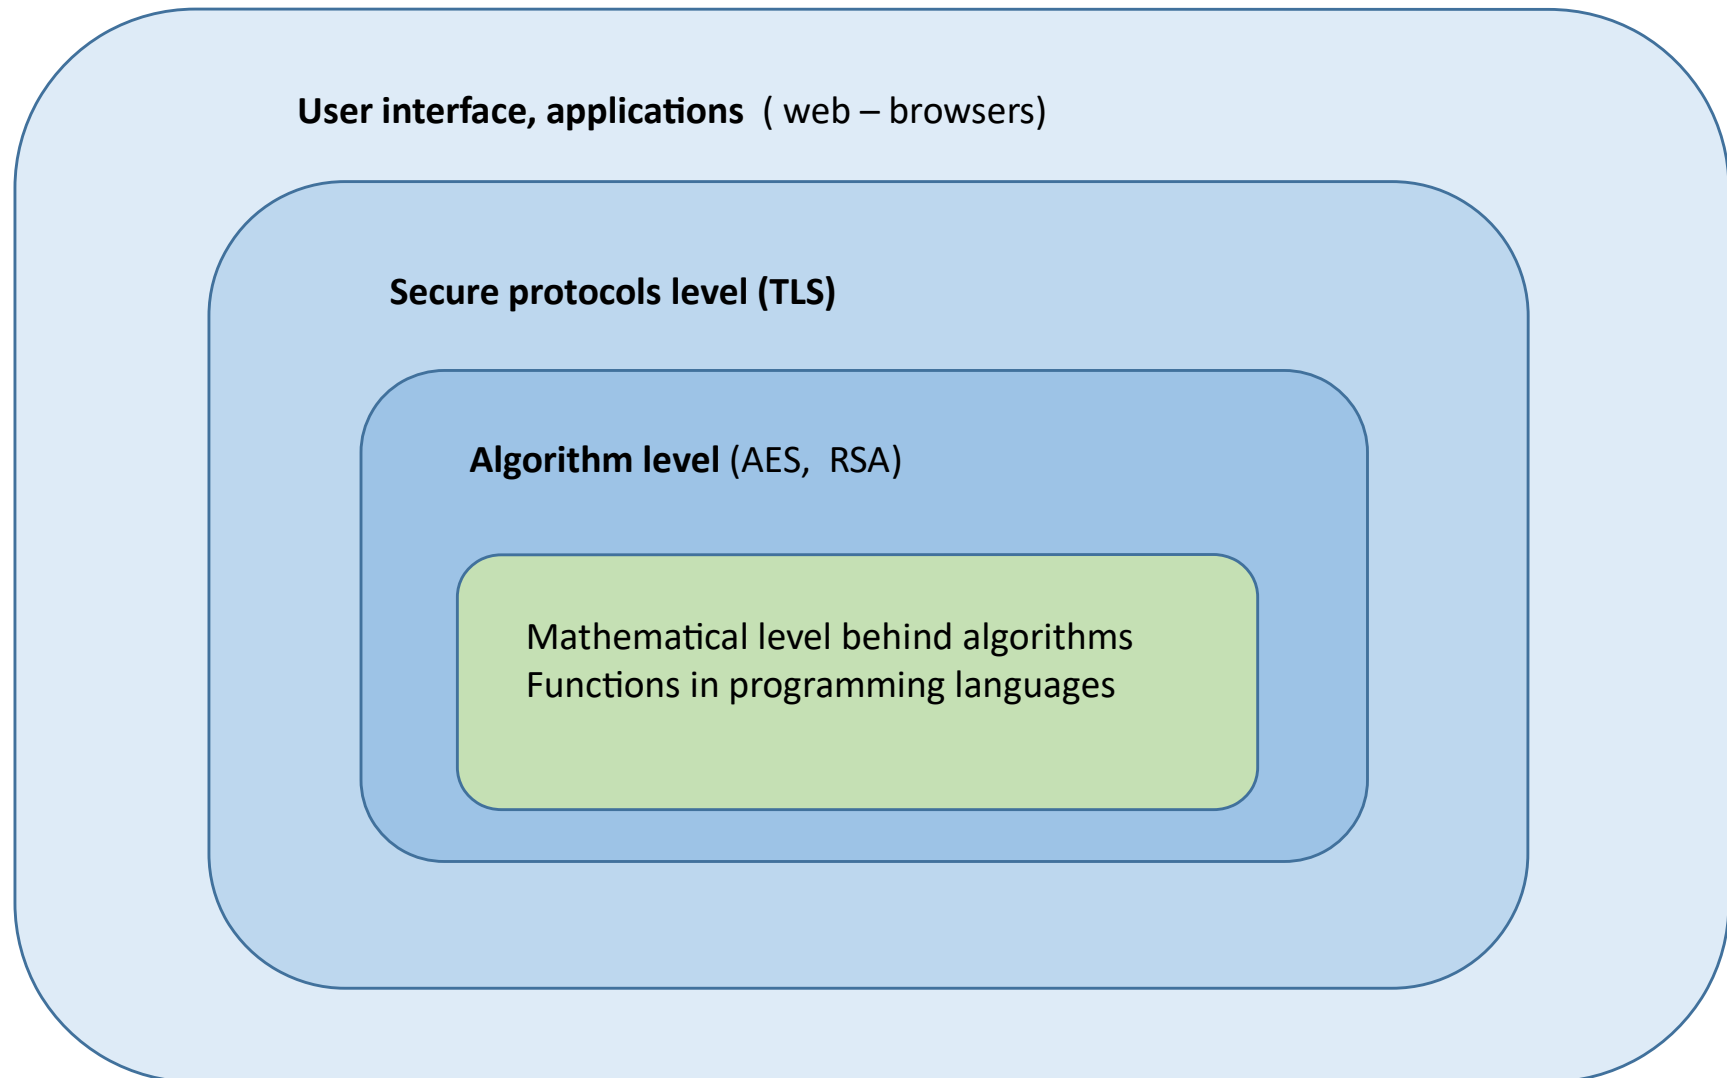 User interface, applications ( web – browsers)
Secure protocols level (TLS)
Algorithm level (AES, RSA)
Mathematical level behind algorithms
Functions in programming languages